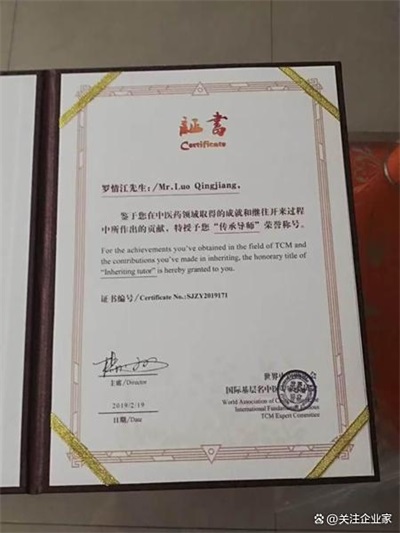 証書
Certificate
罗情江先生:/Mr.Luo Qingjiang,
鉴于您在中医药领域取得的成就和继往开来过程
中所作出的贡献,特授予您“传承导师”荣誉称号。
For the achievements you've obtained in the field of TCM and
the contributions you've made in inheriting, the honorary title of
"Inheriting tutor" is hereby granted to you.
证书编号/Certificate No.:SJZY2019171
主席/Director
2019/2/19
日期/Date
世界中
会
国际基层名中医
World Association of
International
TCM Expert Committee
@关注企业家